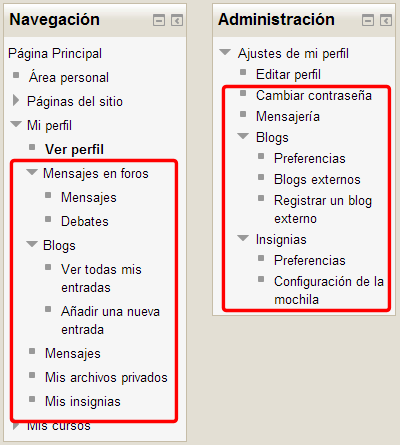 Navegación
Página Principal
Área personal
Páginas del sitio
Mi perfil
Ver perfil
Mensajes en foros
Mensajes
Debates
Blogs
Ver todas mis
entradas
Añadir una nueva
entrada
Mensajes
Mis archivos privados
Mis insignias
Mis cursos
Administración
Ajustes de mi perfil
Editar perfil
Cambiar contraseña
Mensajería
Blogs
Preferencias
Blogs externos
Registrar un blog
externo
Insignias
Preferencias
Configuración de la
mochila